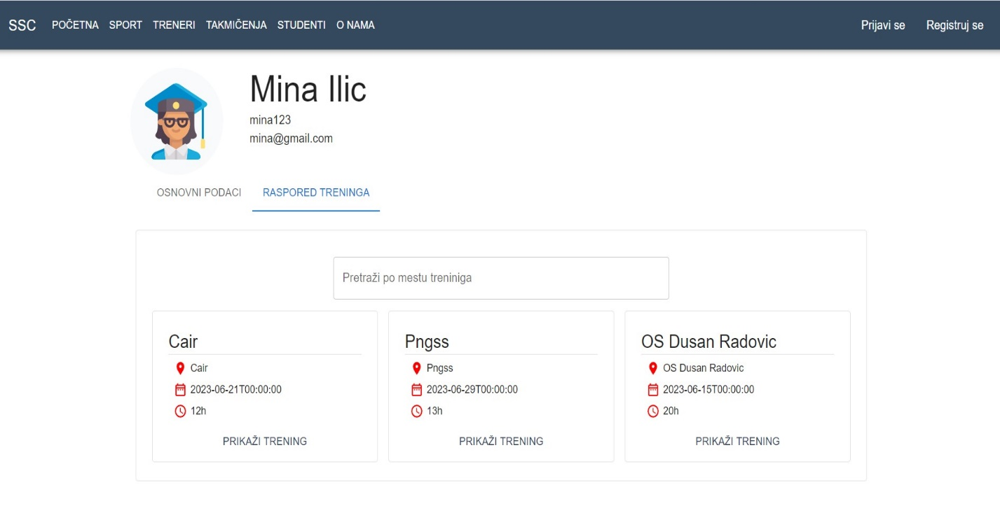 SSC POČETNA SPORT TRENERI TAKMIČENJA STUDENTI O NAMA Prijavi se Registruj se
Mina Ilic
mina123
mina@gmail.com
OSNOVNI PODACI RASPORED TRENINGA
Pretraži po mestu treniniga
Cair
Cair
2023-06-21T00:00:00
12h
PRIKAŽI TRENING
Pngss
Pngss
2023-06-29T00:00:00
13h
PRIKAŽI TRENING
OS Dusan Radovic
OS Dusan Radovic
2023-06-15T00:00:00
20h
PRIKAŽI TRENING